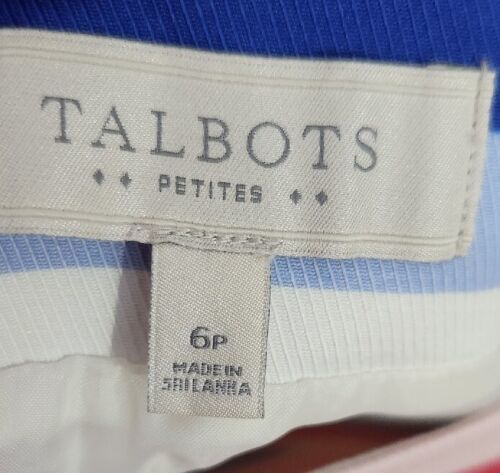 TALBOTS
PETITES
6P
MADE IN
SRI LANKA